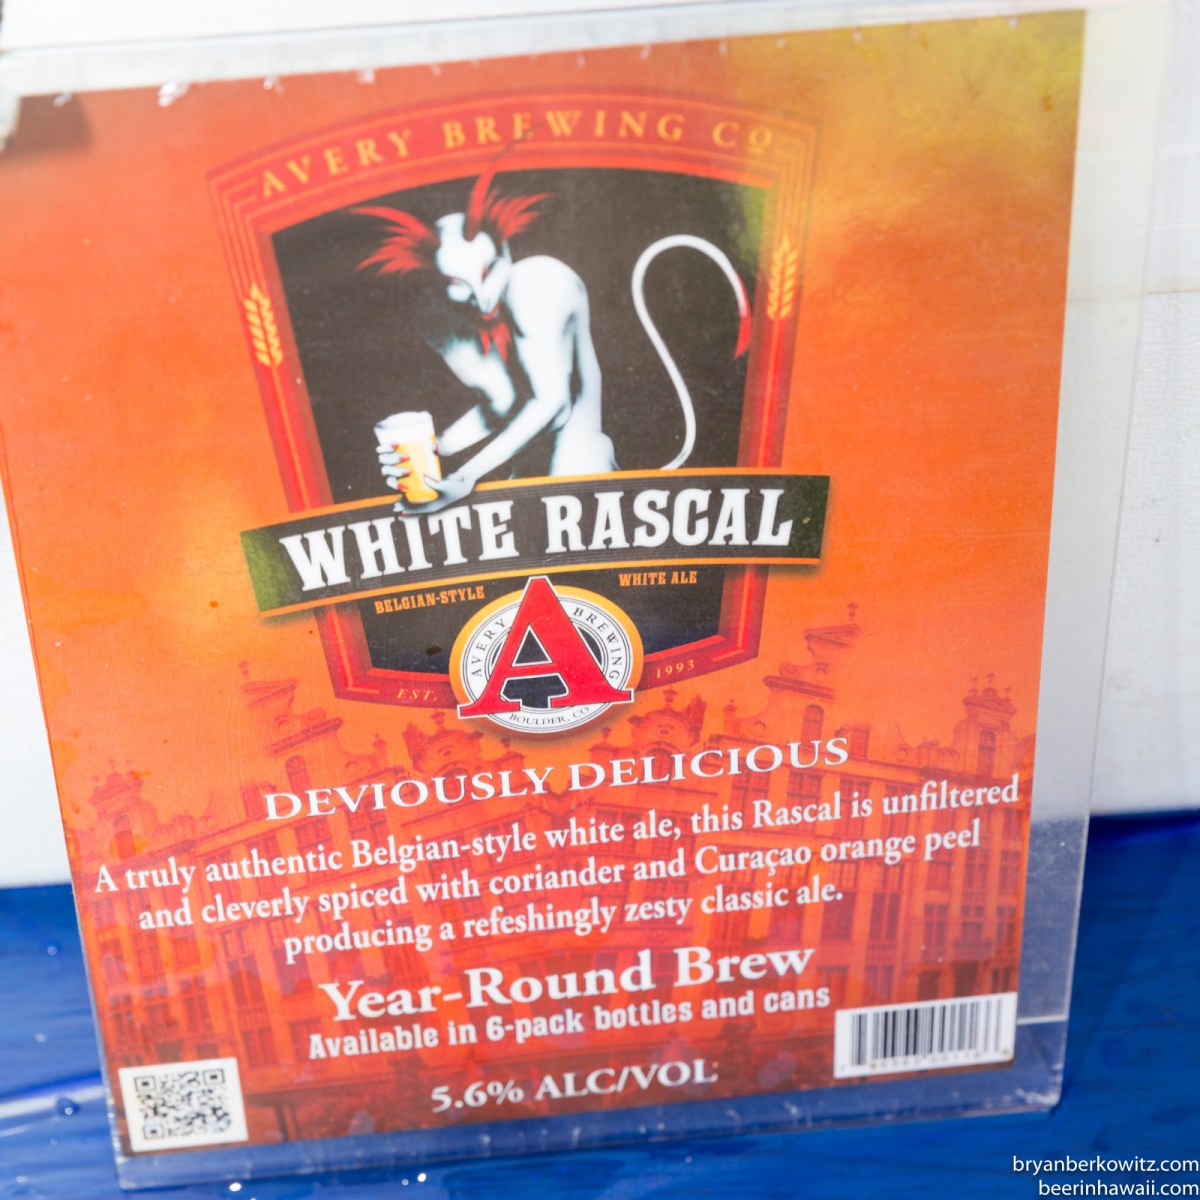 AVERY BREWING CO
WHITE RASCAL
BELGIAN-STYLE WHITE ALE
AVERY BREWING
A
BOULDER, CO
EST. 1993
DEVIOUSLY DELICIOUS
A truly authentic Belgian-style white ale, this Rascal is unfiltered
and cleverly spiced with coriander and Curaçao orange peel
producing a refeshingly zesty classic ale.
Year-Round Brew
Available in 6-pack bottles and cans
5.6% ALC/VOL
bryanberkowitz.com
beerinhawaii.com